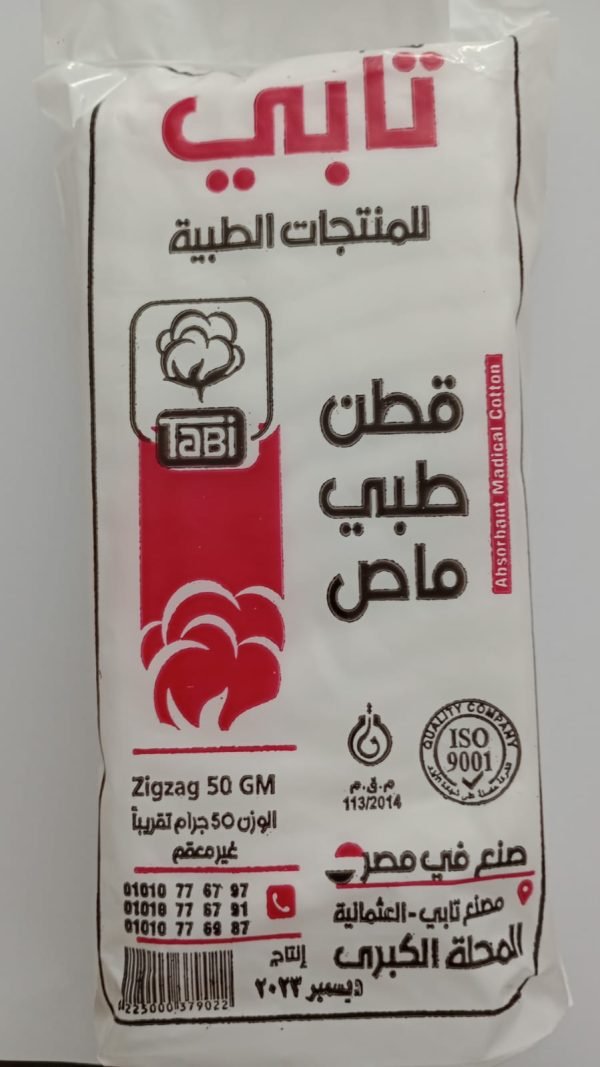 تابي
للمنتجات الطبية
TaBi
قطن
طبي
ماص
Absorbant Madical Cotton
QUALITY COMPANY
ISO
9001
م.ق.م
113/2014
Zigzag 50 GM
الوزن 50 جرام تقريباً
غير معقم
صنع في مصر
مصنع تابي - العثمانية
المحلة الكبرى
01010 77 67 97
01018 77 67 91
01010 77 69 87
إنتاج
ديسمبر ٢٠٢٣
225000 379022